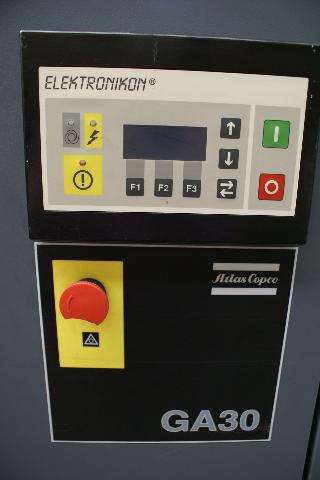 ELEKTRONIKON®
F1 F2 F3
I
O
Atlas Copco
GA30